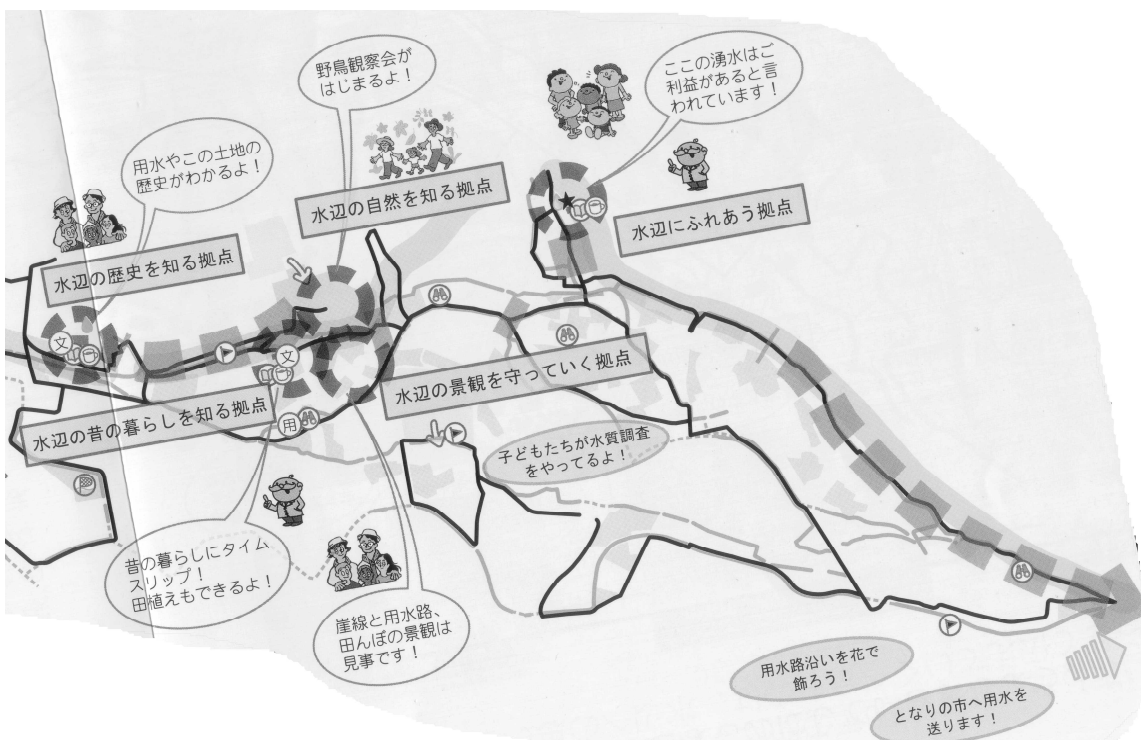 野鳥観察会が
はじまるよ！
ここの湧水はご
利益があると言
われています！
用水やこの土地の
歴史がわかるよ！
水辺の自然を知る拠点
水辺にふれあう拠点
水辺の歴史を知る拠点
文
文
水辺の景観を守っていく拠点
水辺の昔の暮らしを知る拠点
用
子どもたちが水質調査
をやってるよ！
昔の暮らしにタイム
スリップ！
田植えもできるよ！
崖線と用水路、
田んぼの景観は
見事です！
用水路沿いを花で
飾ろう！
となりの市へ用水を
送ります！